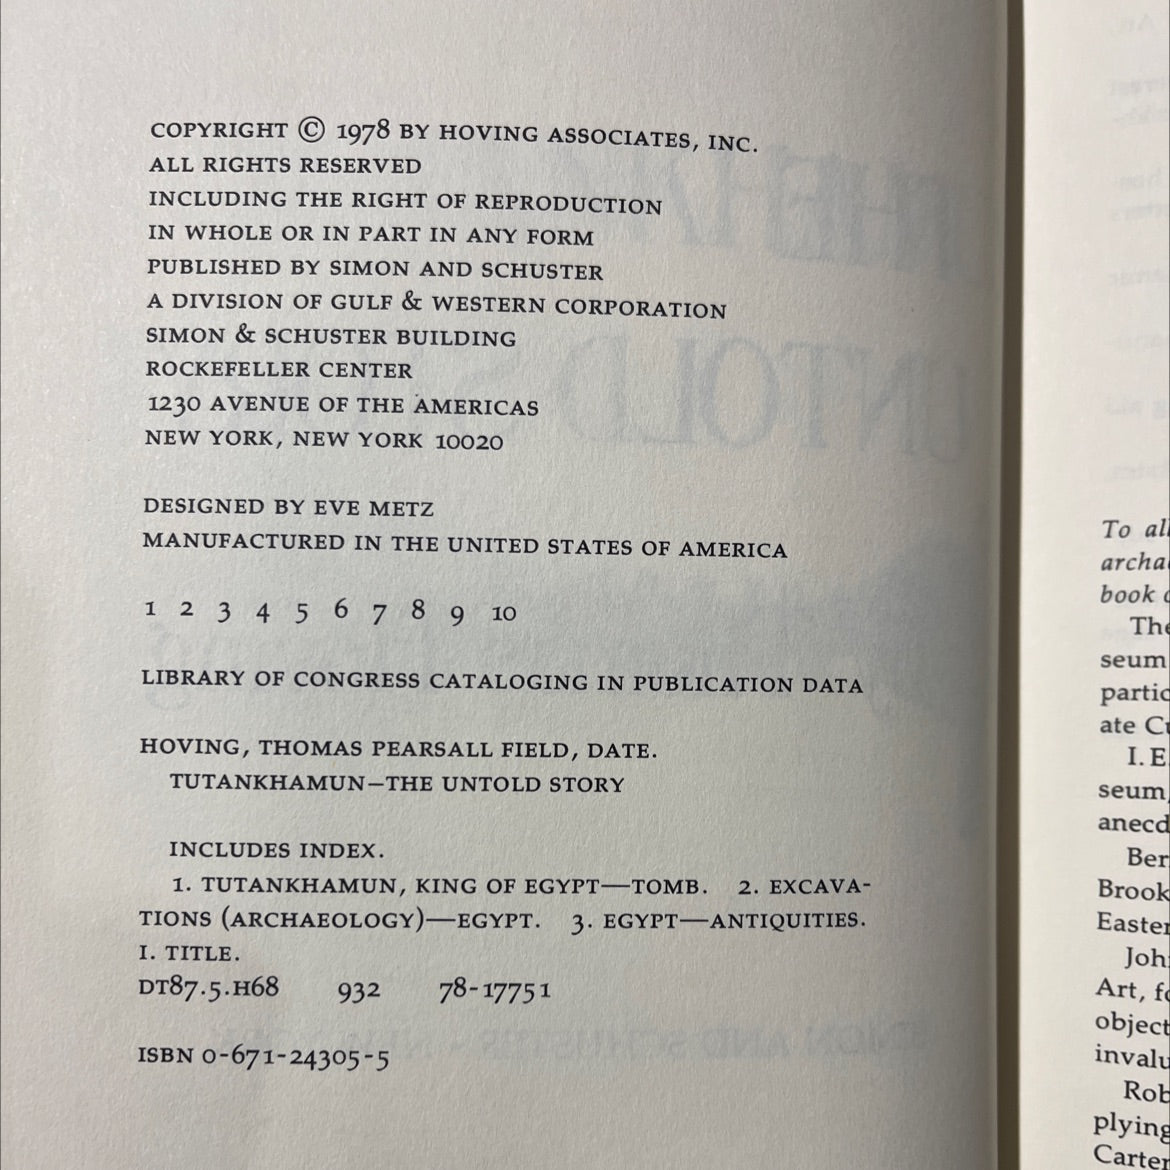 COPYRIGHT © 1978 BY HOVING ASSOCIATES, INC.
ALL RIGHTS RESERVED
INCLUDING THE RIGHT OF REPRODUCTION
IN WHOLE OR IN PART IN ANY FORM
PUBLISHED BY SIMON AND SCHUSTER
A DIVISION OF GULF & WESTERN CORPORATION
SIMON & SCHUSTER BUILDING
ROCKEFELLER CENTER
1230 AVENUE OF THE AMERICAS
NEW YORK, NEW YORK 10020
DESIGNED BY EVE METZ
MANUFACTURED IN THE UNITED STATES OF AMERICA
1 2 3 4 5 6 7 8 9 10
LIBRARY OF CONGRESS CATALOGING IN PUBLICATION DATA
HOVING, THOMAS PEARSALL FIELD, DATE.
TUTANKHAMUN—THE UNTOLD STORY
INCLUDES INDEX.
1. TUTANKHAMUN, KING OF EGYPT—TOMB. 2. EXCAVA-
TIONS (ARCHAEOLOGY)—EGYPT. 3. EGYPT—ANTIQUITIES.
I. TITLE.
DT87.5.H68 932 78-17751
ISBN 0-671-24305-5
To all
archa
book
The
seum
partic
ate Cu
I. E.
seum,
anecd
Ber
Brook
Easter
Joh
Art, fo
object
invalu
Rob
plying
Carter